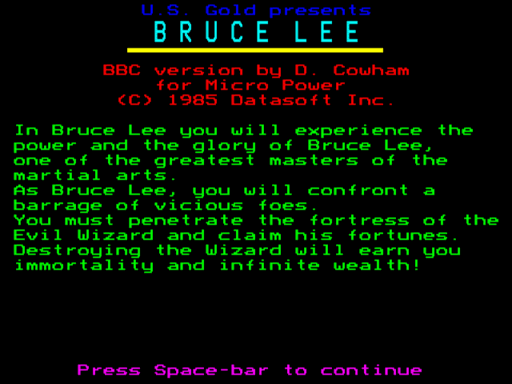 U.S. Gold presents
BRUCE LEE
BBC version by D. Cowham
for Micro Power
(C) 1985 Datasoft Inc.
In Bruce Lee you will experience the
power and the glory of Bruce Lee,
one of the greatest masters of the
martial arts.
As Bruce Lee, you will confront a
barrage of vicious foes.
You must penetrate the fortress of the
Evil Wizard and claim his fortunes.
Destroying the Wizard will earn you
immortality and infinite wealth!
Press Space-bar to continue